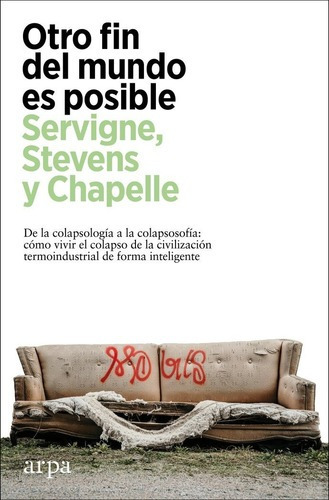 Otro fin
del mundo
es posible
Servigne,
Stevens
y Chapelle
De la colapsología a la colapsosofía:
cómo vivir el colapso de la civilización
termoindustrial de forma inteligente
arpa